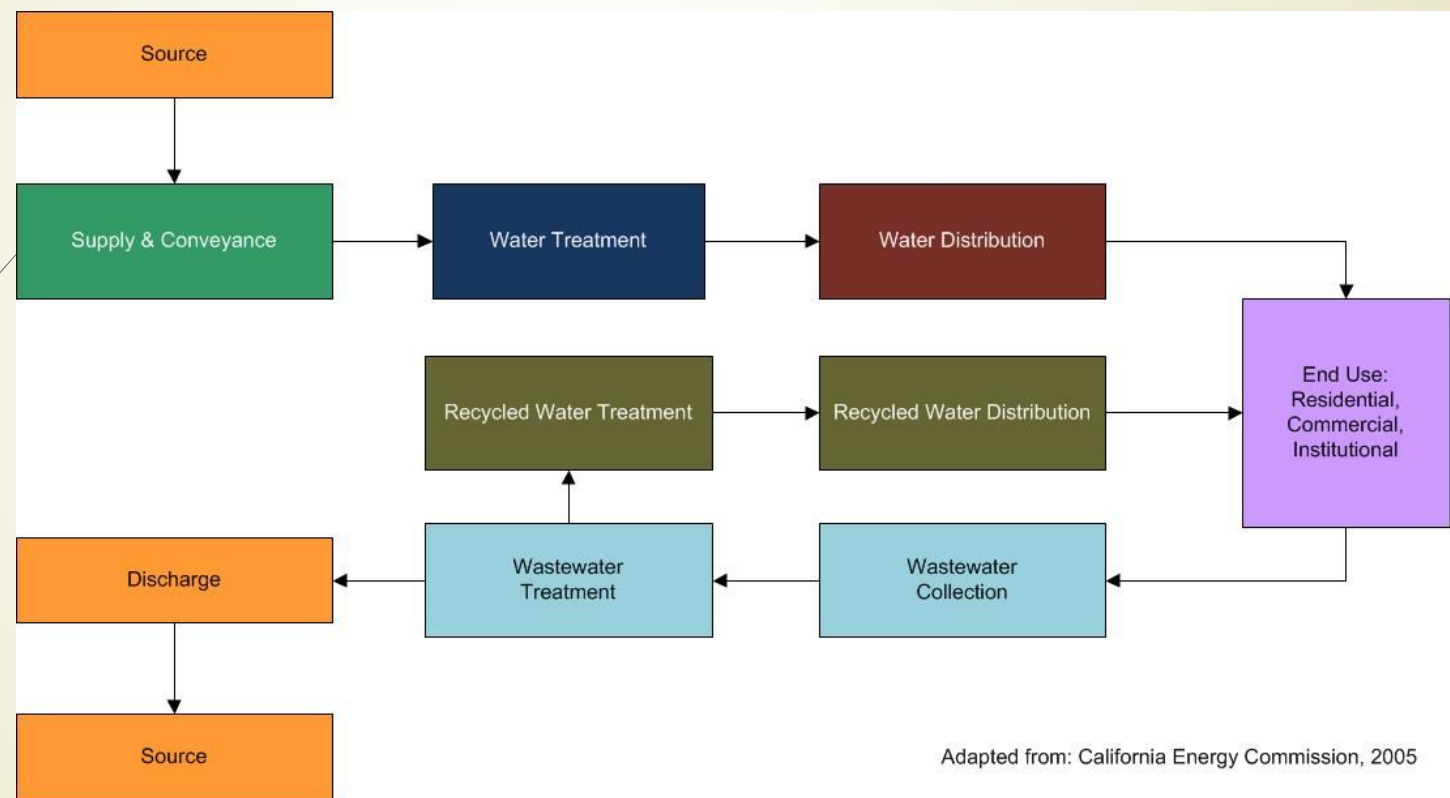 Source
Supply & Conveyance
Water Treatment
Water Distribution
End Use:
Residential,
Commercial,
Institutional
Recycled Water Treatment
Recycled Water Distribution
Discharge
Wastewater
Treatment
Wastewater
Collection
Source
Adapted from: California Energy Commission, 2005